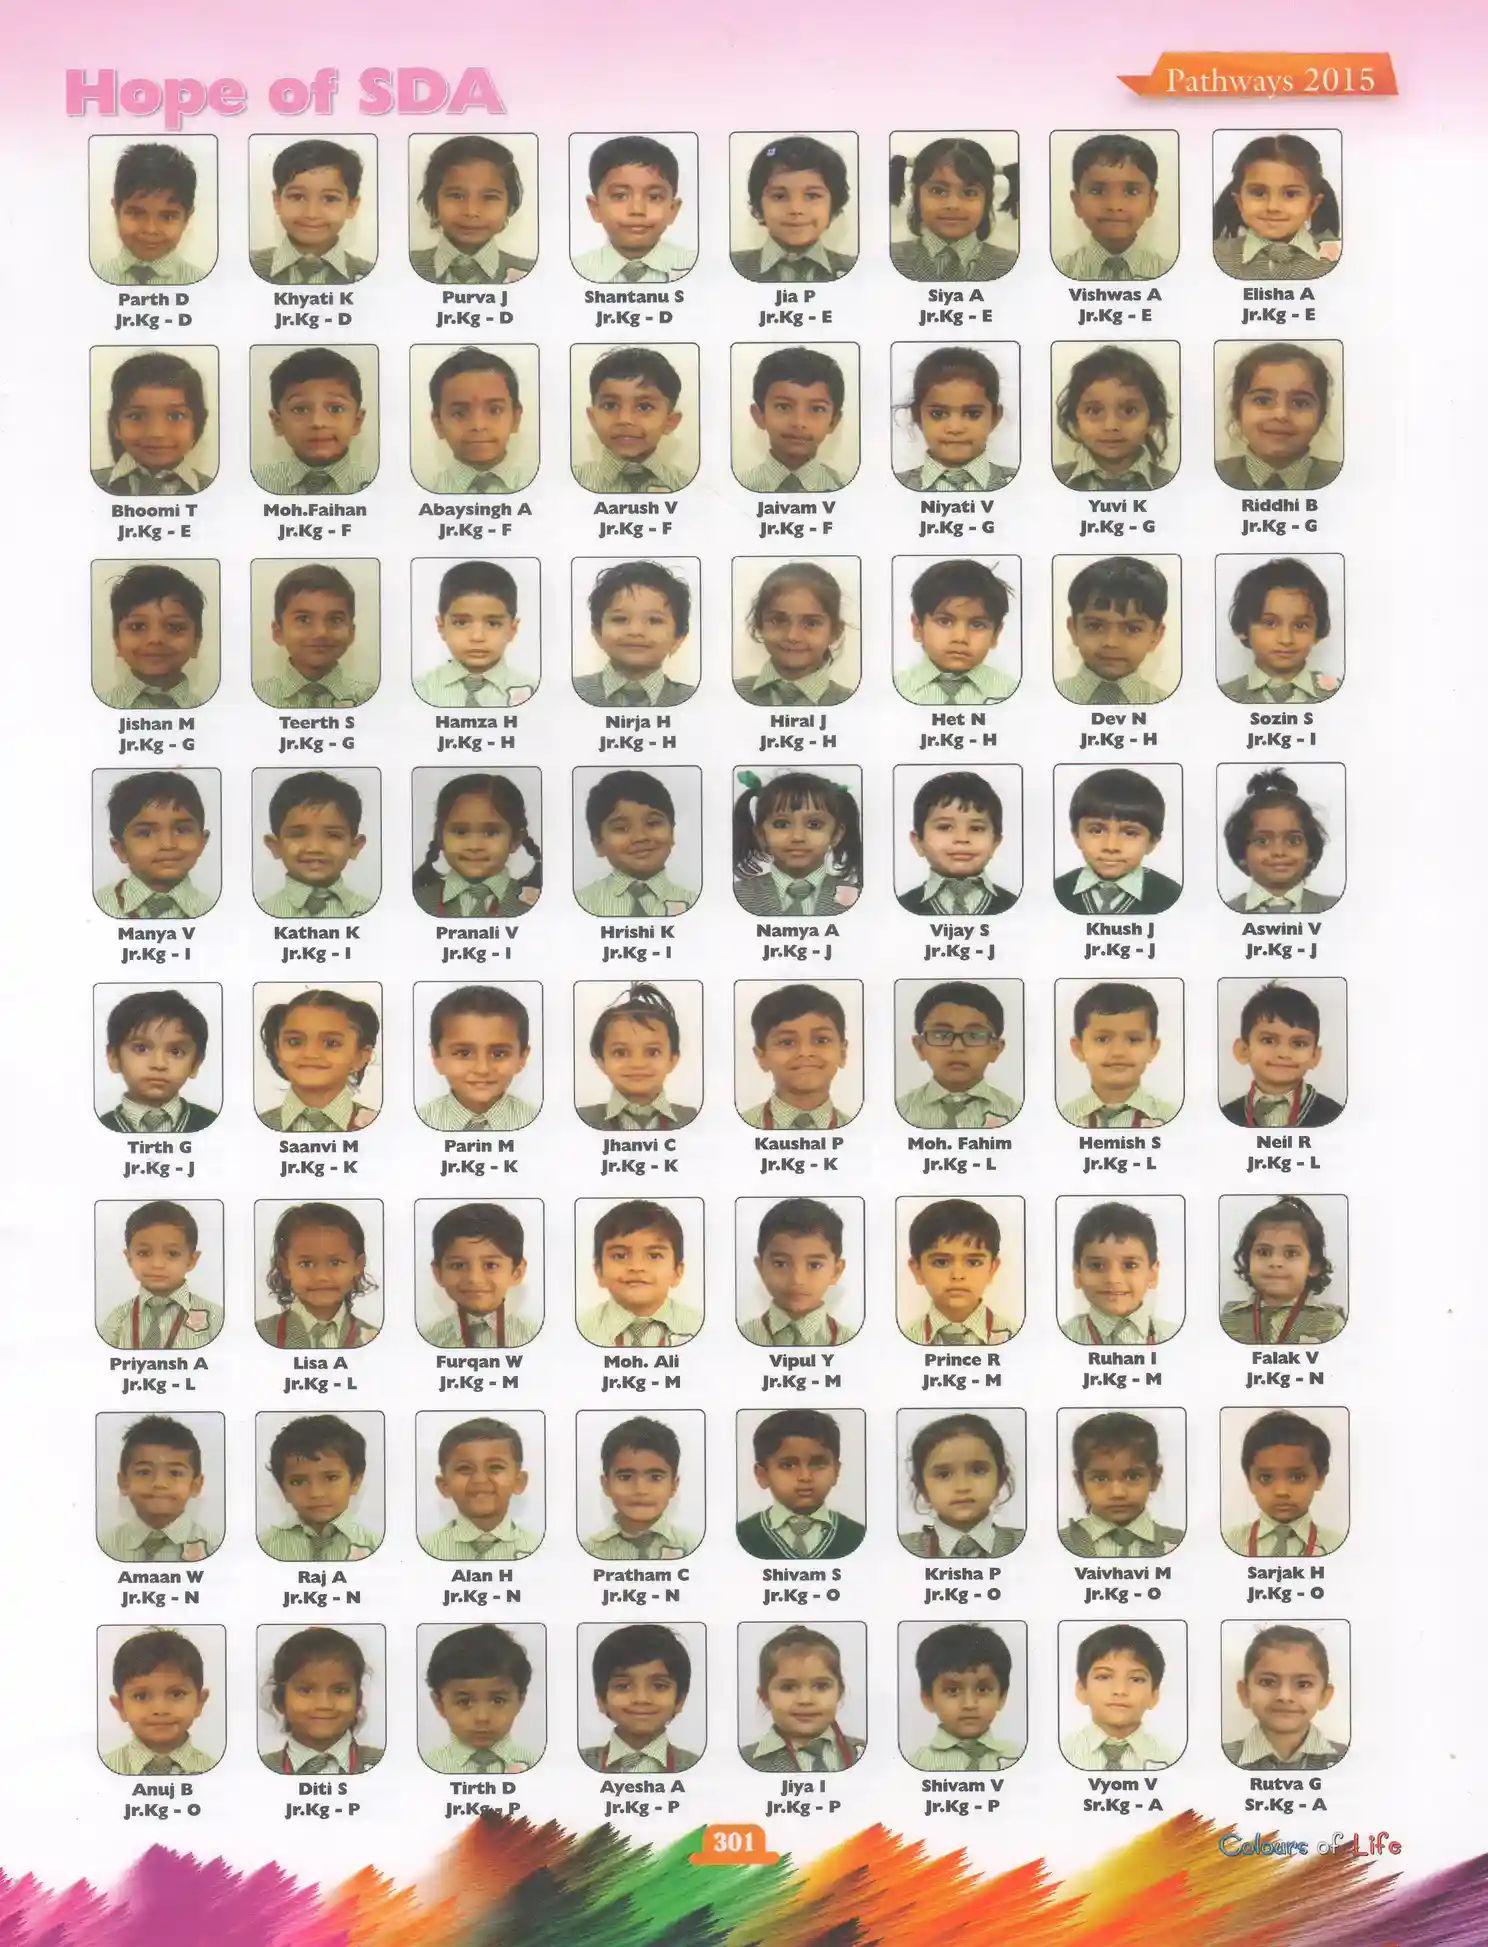 Hope of SDA
Pathways 2015
Parth D Khyati K Purva J Shantanu S Jia P Siya A Vishwas A Elisha A
Jr.Kg - D Jr.Kg - D Jr.Kg - D Jr.Kg - D Jr.Kg - E Jr.Kg - E Jr.Kg - E Jr.Kg - E
Bhoomi T Moh.Faihan Abaysingh A Aarush V Jaivam V Niyati V Yuvi K Riddhi B
Jr.Kg - E Jr.Kg - F Jr.Kg - F Jr.Kg - F Jr.Kg - F Jr.Kg - G Jr.Kg - G Jr.Kg - G
Jishan M Teerth S Hamza H Nirja H Hiral J Het N Dev N Sozin S
Jr.Kg - G Jr.Kg - G Jr.Kg - H Jr.Kg - H Jr.Kg - H Jr.Kg - H Jr.Kg - H Jr.Kg - I
Manya V Kathan K Pranali V Hrishi K Namya A Vijay S Khush J Aswini V
Jr.Kg - I Jr.Kg - I Jr.Kg - I Jr.Kg - I Jr.Kg - J Jr.Kg - J Jr.Kg - J Jr.Kg - J
Tirth G Saanvi M Parin M Jhanvi C Kaushal P Moh. Fahim Hemish S Neil R
Jr.Kg - J Jr.Kg - K Jr.Kg - K Jr.Kg - K Jr.Kg - K Jr.Kg - L Jr.Kg - L Jr.Kg - L
Priyansh A Lisa A Furqan W Moh. Ali Vipul Y Prince R Ruhan I Falak V
Jr.Kg - L Jr.Kg - L Jr.Kg - M Jr.Kg - M Jr.Kg - M Jr.Kg - M Jr.Kg - M Jr.Kg - N
Amaan W Raj A Alan H Pratham C Shivam S Krisha P Vaivhavi M Sarjak H
Jr.Kg - N Jr.Kg - N Jr.Kg - N Jr.Kg - N Jr.Kg - O Jr.Kg - O Jr.Kg - O Jr.Kg - O
Anuj B Diti S Tirth D Ayesha A Jiya I Shivam V Vyom V Rutva G
Jr.Kg - O Jr.Kg - P Jr.Kg - P Jr.Kg - P Jr.Kg - P Jr.Kg - P Sr.Kg - A Sr.Kg - A
301
Colours of Life